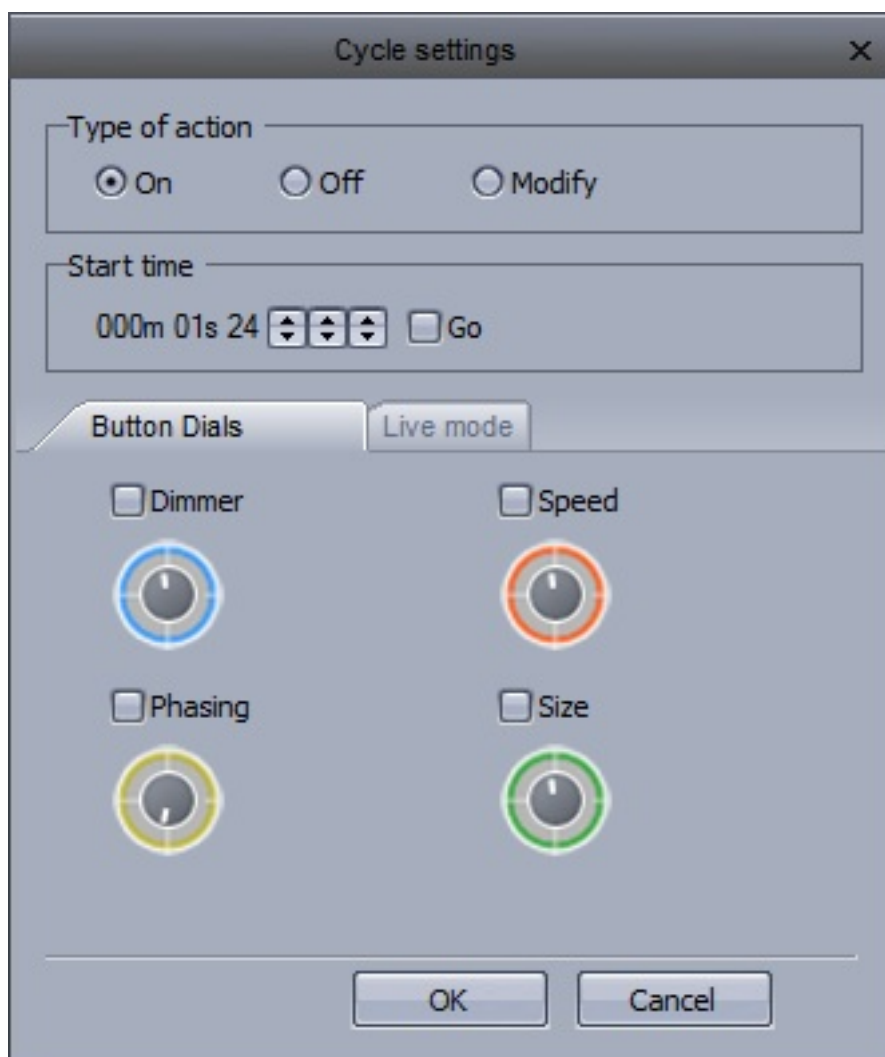 Cycle settings
Type of action
On Off Modify
Start time
000m 01s 24 Go
Button Dials Live mode
Dimmer Speed
Phasing Size
OK Cancel